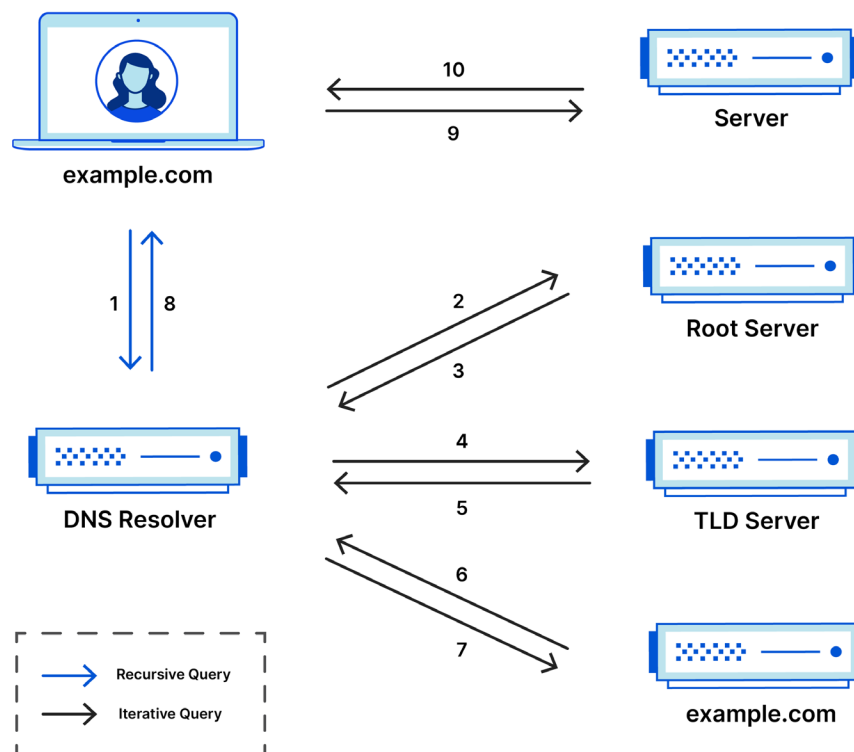 10
9
Server
example.com
1
8
2
3
Root Server
4
5
DNS Resolver
TLD Server
6
7
example.com
Recursive Query
Iterative Query